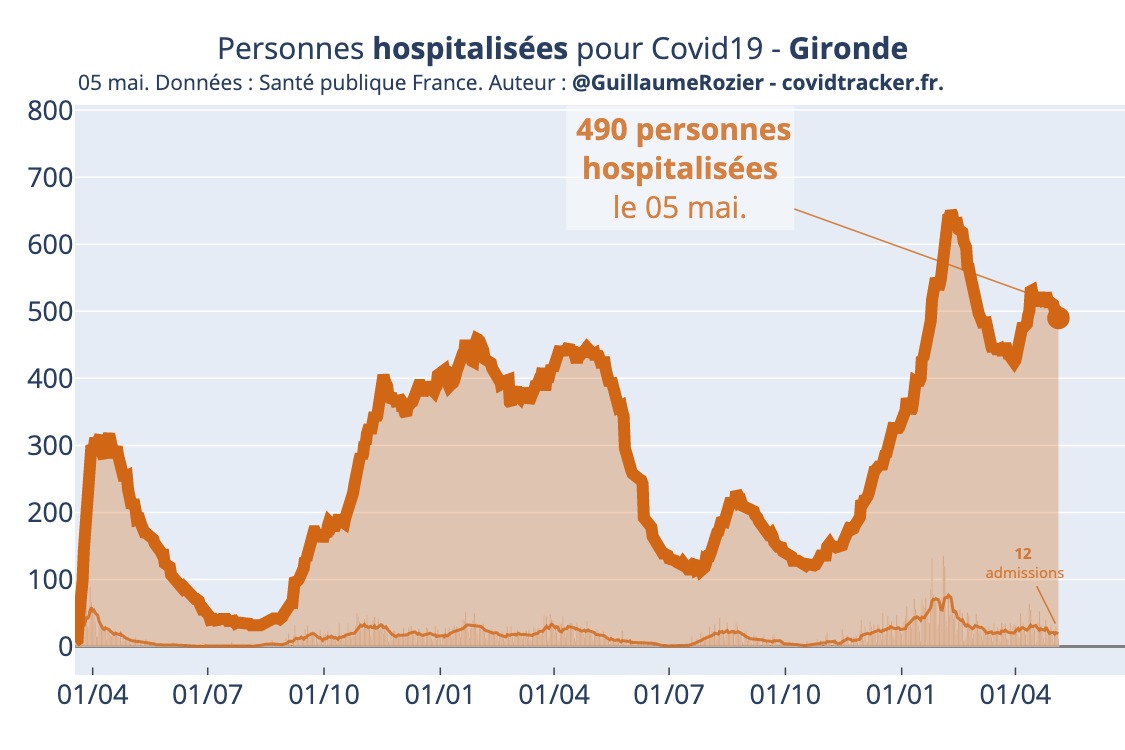 Personnes hospitalisées pour Covid19 - Gironde
05 mai. Données : Santé publique France. Auteur : @GuillaumeRozier - covidtracker.fr.
800
490 personnes
hospitalisées
le 05 mai.
700
600
500
400
300
200
100
0
12
admissions
01/04 01/07 01/10 01/01 01/04 01/07 01/10 01/01 01/04